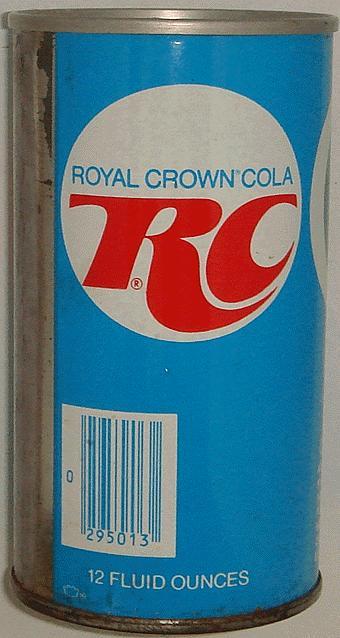 ROYAL CROWN COLA
RC®
0
295013
12 FLUID OUNCES